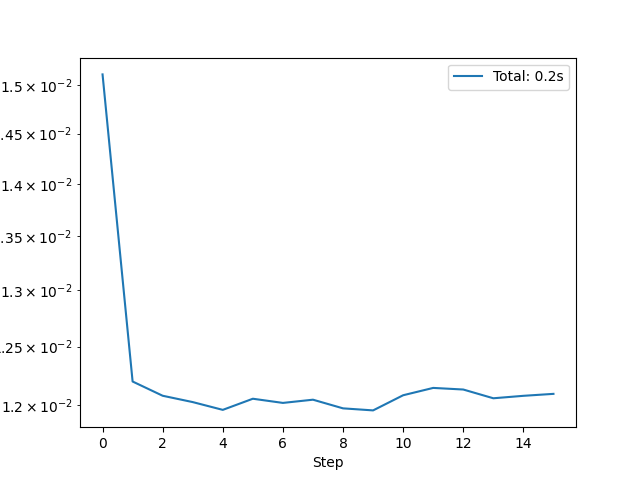 Total: 0.2s
1.5 × 10⁻²
.45 × 10⁻²
1.4 × 10⁻²
.35 × 10⁻²
1.3 × 10⁻²
.25 × 10⁻²
1.2 × 10⁻²
0 2 4 6 8 10 12 14
Step